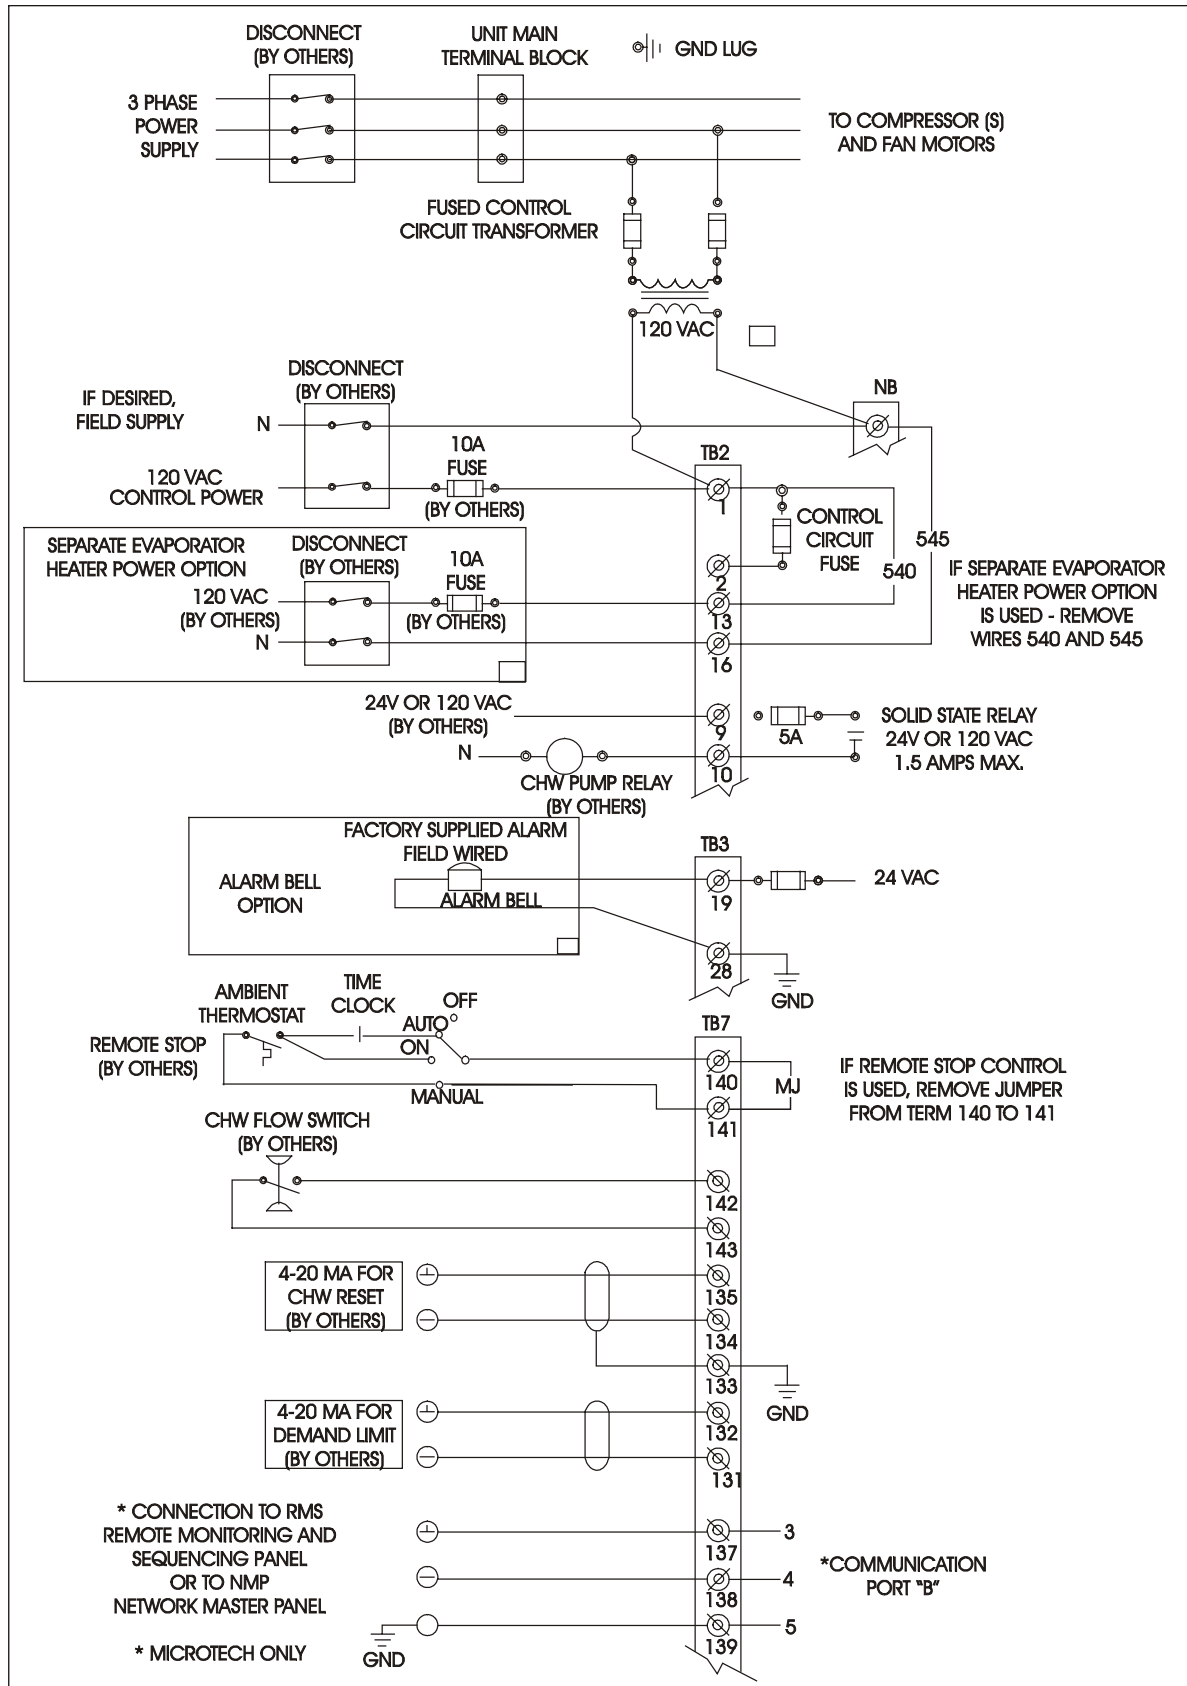 DISCONNECT
(BY OTHERS)
UNIT MAIN
TERMINAL BLOCK
GND LUG
3 PHASE
POWER
SUPPLY
TO COMPRESSOR (S)
AND FAN MOTORS
FUSED CONTROL
CIRCUIT TRANSFORMER
120 VAC
DISCONNECT
(BY OTHERS)
IF DESIRED,
FIELD SUPPLY
N
NB
10A
FUSE
(BY OTHERS)
TB2
120 VAC
CONTROL POWER
1
CONTROL
CIRCUIT
FUSE
545
540
SEPARATE EVAPORATOR
HEATER POWER OPTION
DISCONNECT
(BY OTHERS)
10A
FUSE
(BY OTHERS)
120 VAC
(BY OTHERS)
N
2
13
16
IF SEPARATE EVAPORATOR
HEATER POWER OPTION
IS USED - REMOVE
WIRES 540 AND 545
24V OR 120 VAC
(BY OTHERS)
9
5A
SOLID STATE RELAY
24V OR 120 VAC
1.5 AMPS MAX.
N
CHW PUMP RELAY
(BY OTHERS)
10
FACTORY SUPPLIED ALARM
FIELD WIRED
ALARM BELL
OPTION
ALARM BELL
TB3
19
24 VAC
28
GND
AMBIENT
THERMOSTAT
TIME
CLOCK
OFF
AUTO
ON
REMOTE STOP
(BY OTHERS)
MANUAL
TB7
140
MJ
141
IF REMOTE STOP CONTROL
IS USED, REMOVE JUMPER
FROM TERM 140 TO 141
CHW FLOW SWITCH
(BY OTHERS)
142
143
4-20 MA FOR
CHW RESET
(BY OTHERS)
135
134
133
GND
4-20 MA FOR
DEMAND LIMIT
(BY OTHERS)
132
131
* CONNECTION TO RMS
REMOTE MONITORING AND
SEQUENCING PANEL
OR TO NMP
NETWORK MASTER PANEL
* MICROTECH ONLY
GND
137
3
138
4
139
5
*COMMUNICATION
PORT "B"